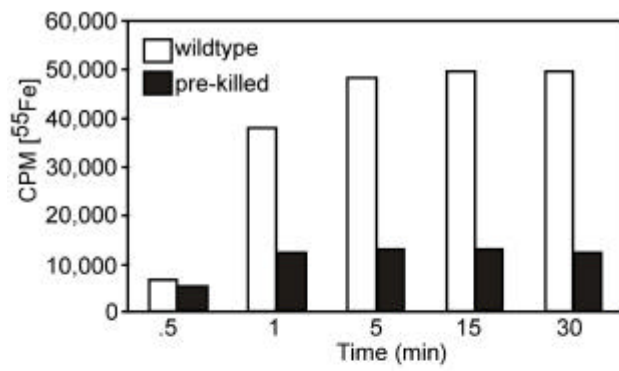 60,000
50,000
40,000
30,000
20,000
10,000
0
CPM [55Fe]
wildtype
pre-killed
.5 1 5 15 30
Time (min)